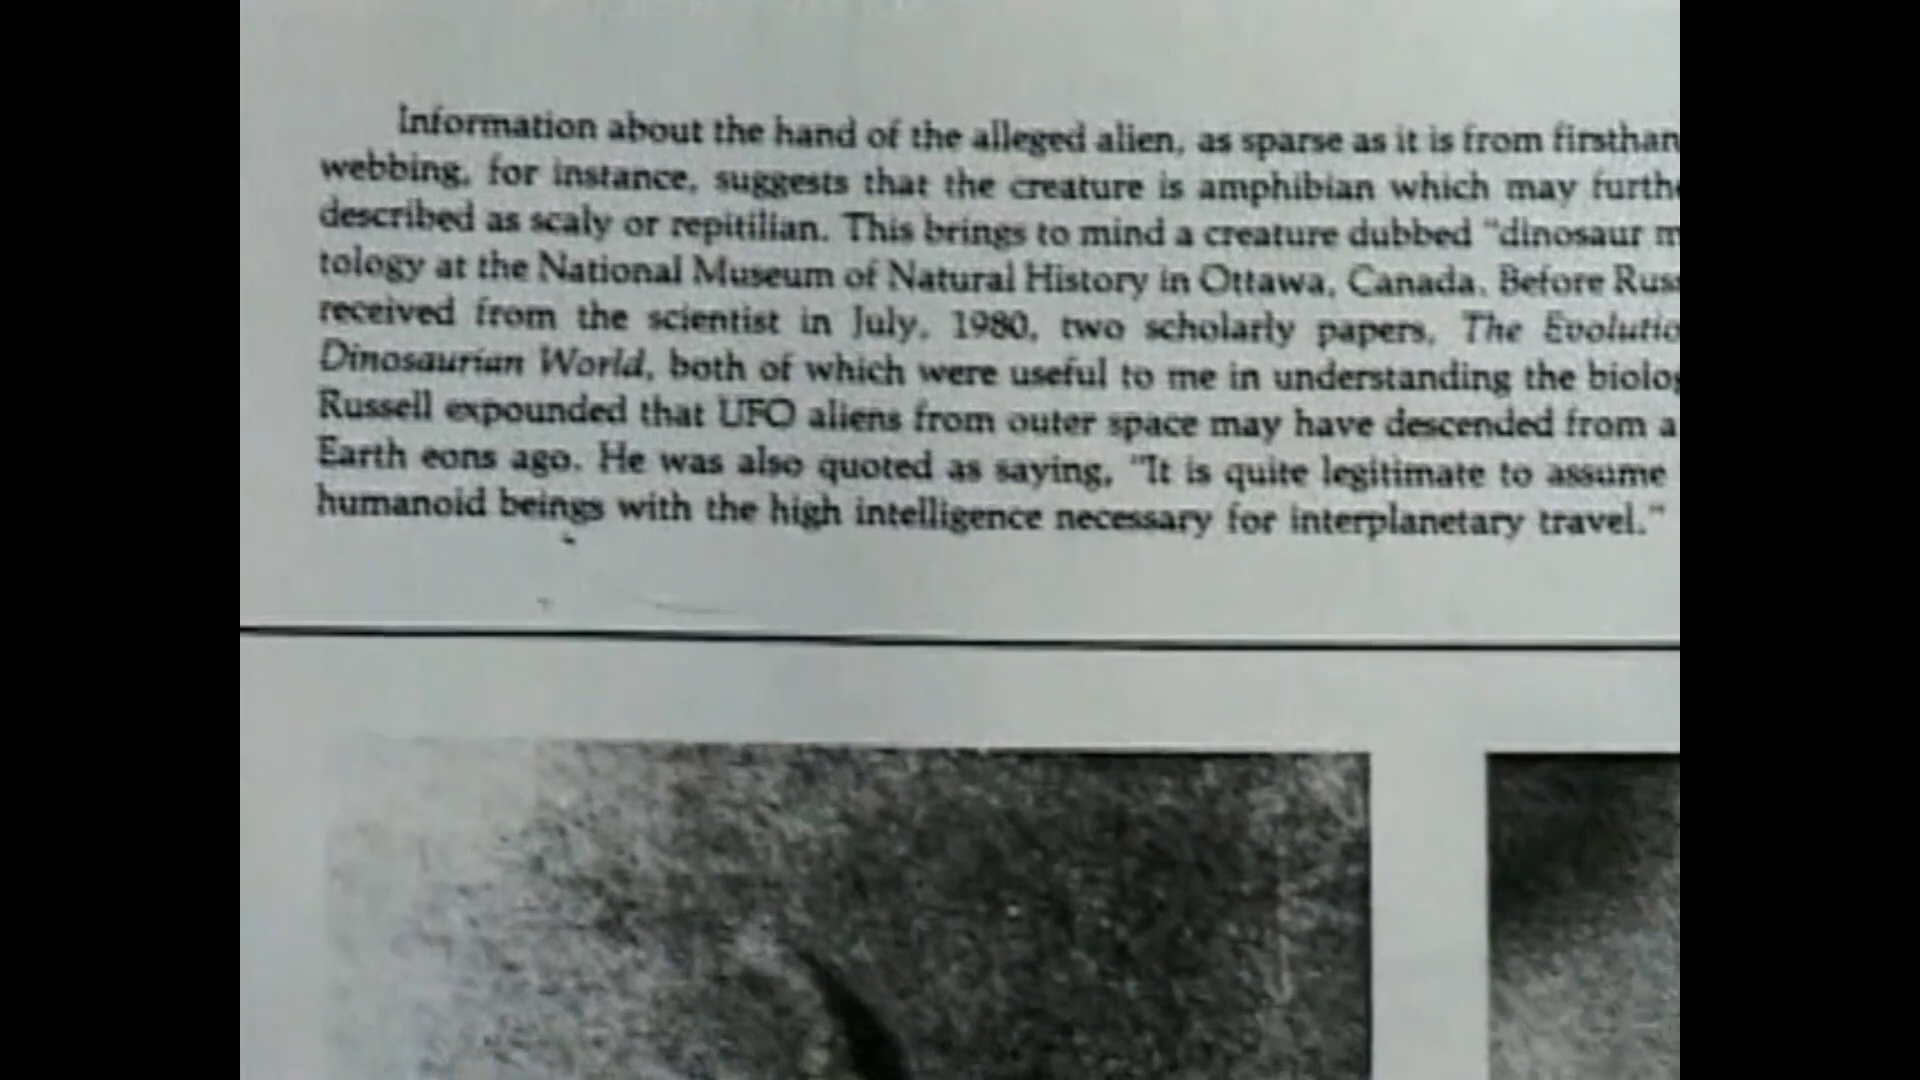 Information about the hand of the alleged alien, as sparse as it is from firsthan
webbing, for instance, suggests that the creature is amphibian which may furth
described as scaly or repitilian. This brings to mind a creature dubbed "dinosaur m
tology at the National Museum of Natural History in Ottawa, Canada. Before Russ
received from the scientist in July, 1980, two scholarly papers, The Evolutio
Dinosaurian World, both of which were useful to me in understanding the biolog
Russell expounded that UFO aliens from outer space may have descended from a
Earth eons ago. He was also quoted as saying, "It is quite legitimate to assume
humanoid beings with the high intelligence necessary for interplanetary travel."